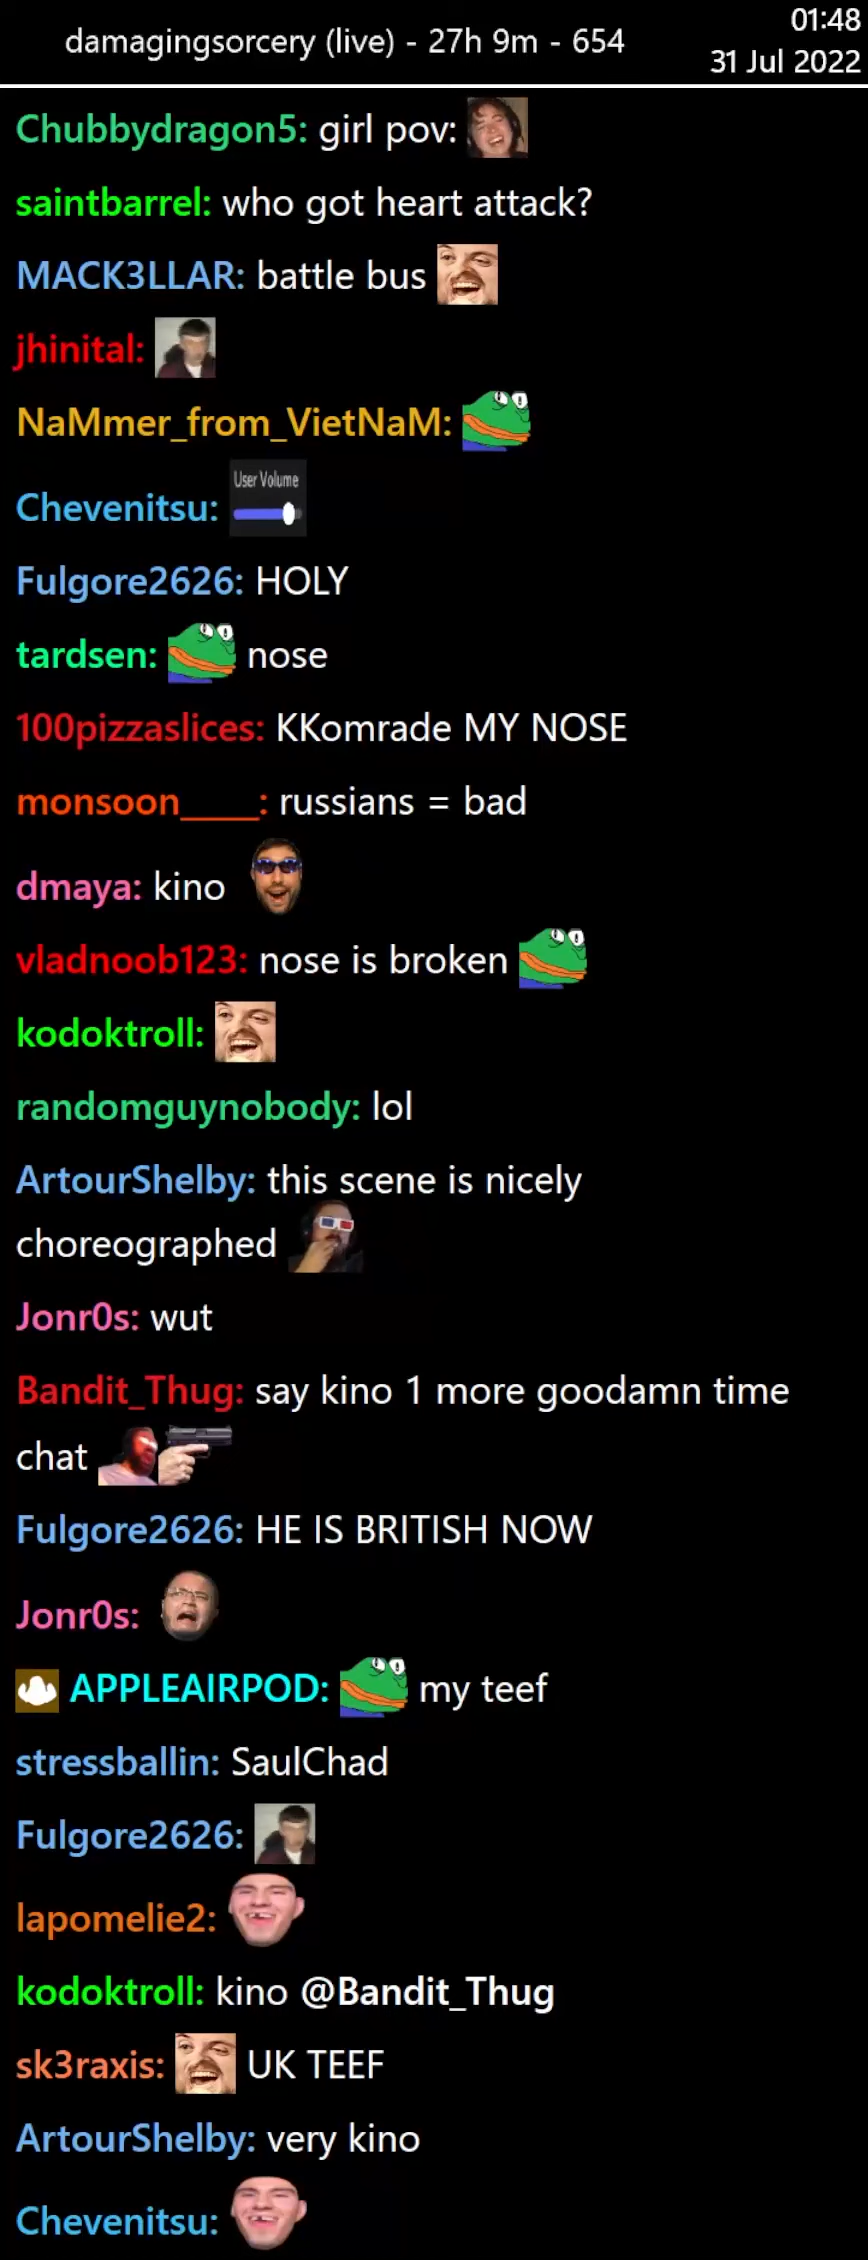 01:48
damagingsorcery (live) - 27h 9m - 654
31 Jul 2022
Chubbydragon5: girl pov:
saintbarrel: who got heart attack?
MACK3LLAR: battle bus
jhinital:
NaMmer_from_VietNaM:
User Volume
Chevenitsu:
Fulgore2626: HOLY
tardsen: nose
100pizzaslices: KKomrade MY NOSE
monsoon____: russians = bad
dmaya: kino
vladnoob123: nose is broken
kodoktroll:
randomguynobody: lol
ArtourShelby: this scene is nicely
choreographed
Jonr0s: wut
Bandit_Thug: say kino 1 more goodamn time
chat
Fulgore2626: HE IS BRITISH NOW
Jonr0s:
APPLEAIRPOD: my teef
stressballin: SaulChad
Fulgore2626:
lapomelie2:
kodoktroll: kino @Bandit_Thug
sk3raxis: UK TEEF
ArtourShelby: very kino
Chevenitsu: